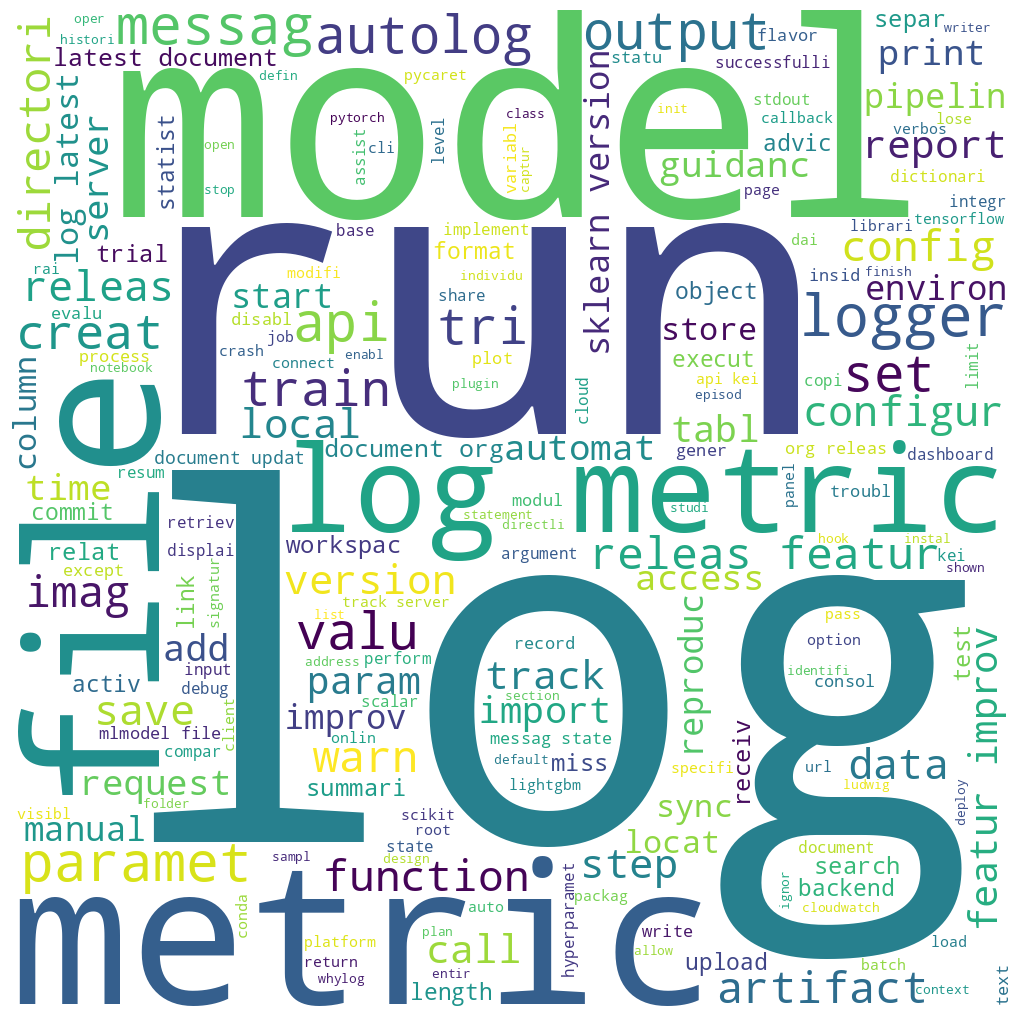 oper
histori
messag
autolog
output
flavor
separ
writer
latest document
defin
pycaret
statu
successfulli
print
directori
log latest
server
statist
open
stop
model
pytorch
assist
cli
level
class
variabl
captur
init
sklearn version
stdout
callback
advic
guidanc
page
pipelin
lose
verbos
report
dictionari
integr
tensorflow
librari
trial
base
implement
format
individu
dai
config
rai
releas
evalu
modifi
start
disabl
job
share
object
insid
finish
environ
creat
process
notebook
crash
connect
enabl
api
tri
plot
plugin
run
store
execut
api kei
episod
logger
copi
set
limit
train
local
cloud
configur
tabl
column
file
document updat
document org
automat
gener
org releas
dashboard
resum
time
commit
retriev
log metric
modul
statement
directli
studi
panel
troubl
relat
except
displai
workspac
argument
releas featur
hook
instal
kei
shown
imag
link
signatur
version
track server
list
access
pass
valu
record
option
add
address
perform
track
section
reproduc
identifi
test
activ
input
debug
param
scalar
import
consol
save
mlmodel file
client
improv
onlin
messag state
default
miss
receiv
url
data
featur improv
compar
warn
lightgbm
specifi
ludwig
request
folder
summari
sync
deploy
visibl
manual
scikit
root
state
log
locat
document
sampl
design
paramet
function
step
search
backend
ignor
cloudwatch
conda
auto
hyperparamet
packag
metric
platform
plan
call
write
allow
load
return
whylog
entir
length
upload
batch
artifact
context
text